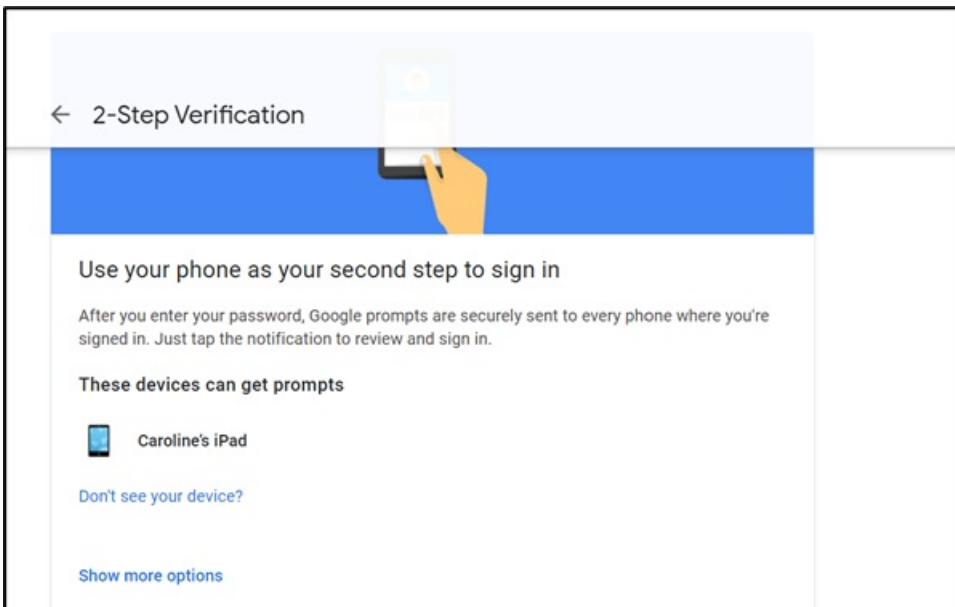 2-Step Verification
Use your phone as your second step to sign in
After you enter your password, Google prompts are securely sent to every phone where you're
signed in. Just tap the notification to review and sign in.
These devices can get prompts
Caroline's iPad
Don't see your device?
Show more options